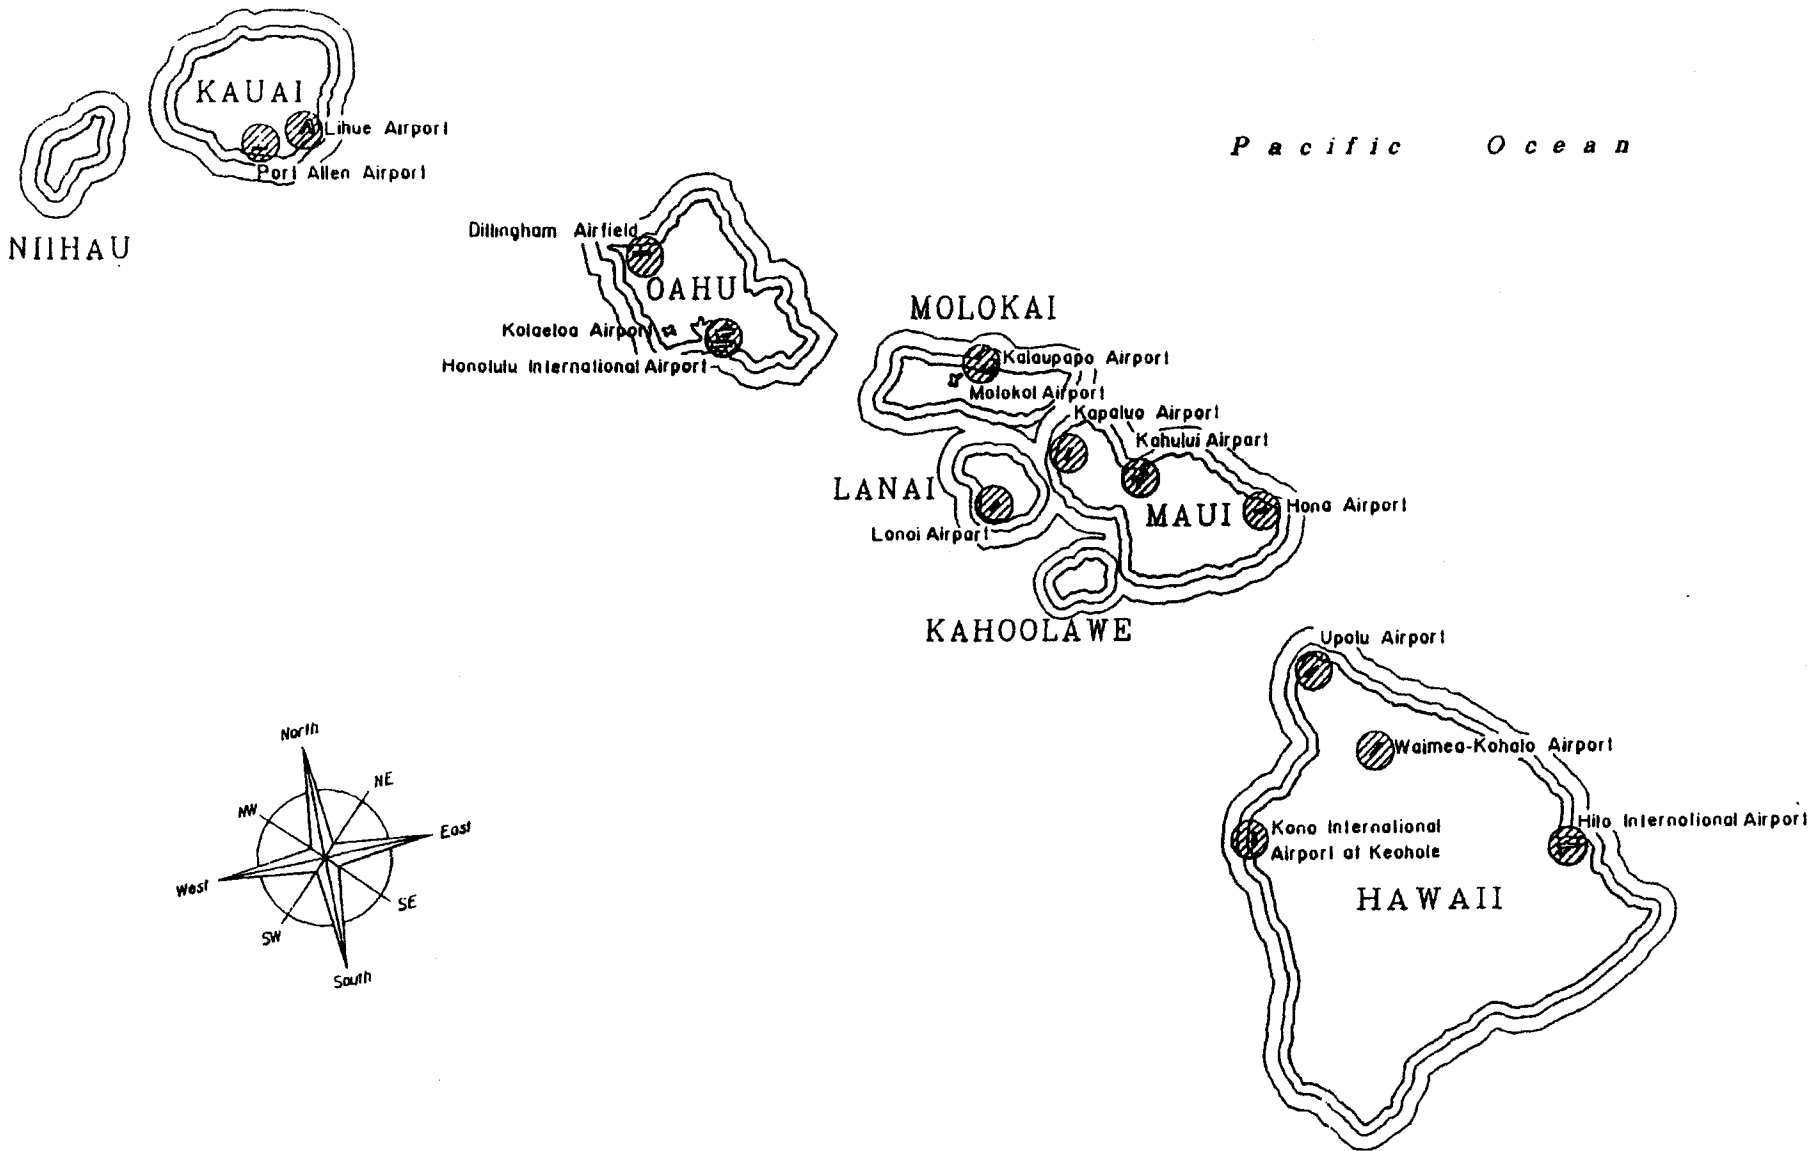 KAUAI
Lihue Airport
Port Allen Airport
NIIHAU
Pacific Ocean
Dillingham Airfield
OAHU
Kalaeloa Airport
Honolulu International Airport
MOLOKAI
Kalaupapa Airport
Molokai Airport
Kapalua Airport
Kahului Airport
LANAI
Lanai Airport
MAUI
Hana Airport
KAHOOLAWE
Upolu Airport
Waimea-Kohala Airport
Kona International
Airport at Keahole
Hilo International Airport
HAWAII
North
NW
NE
East
West
SE
SW
South